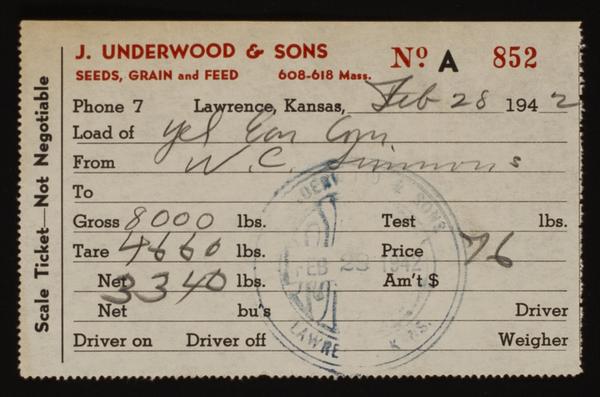 J. UNDERWOOD & SONS
SEEDS, GRAIN and FEED 608-618 Mass.
Nº A 852
Phone 7 Lawrence, Kansas, Feb 28 1942
Load of Yel Ear Corn
From W. C. Simmons
To
Gross 8000 lbs. Test lbs.
Tare 4660 lbs. Price 76
Net 3340 lbs. Am't $
Net bu's Driver
Driver on Driver off Weigher
Scale Ticket—Not Negotiable
& SONS
FEB 28 1942
LAWRE KAS.